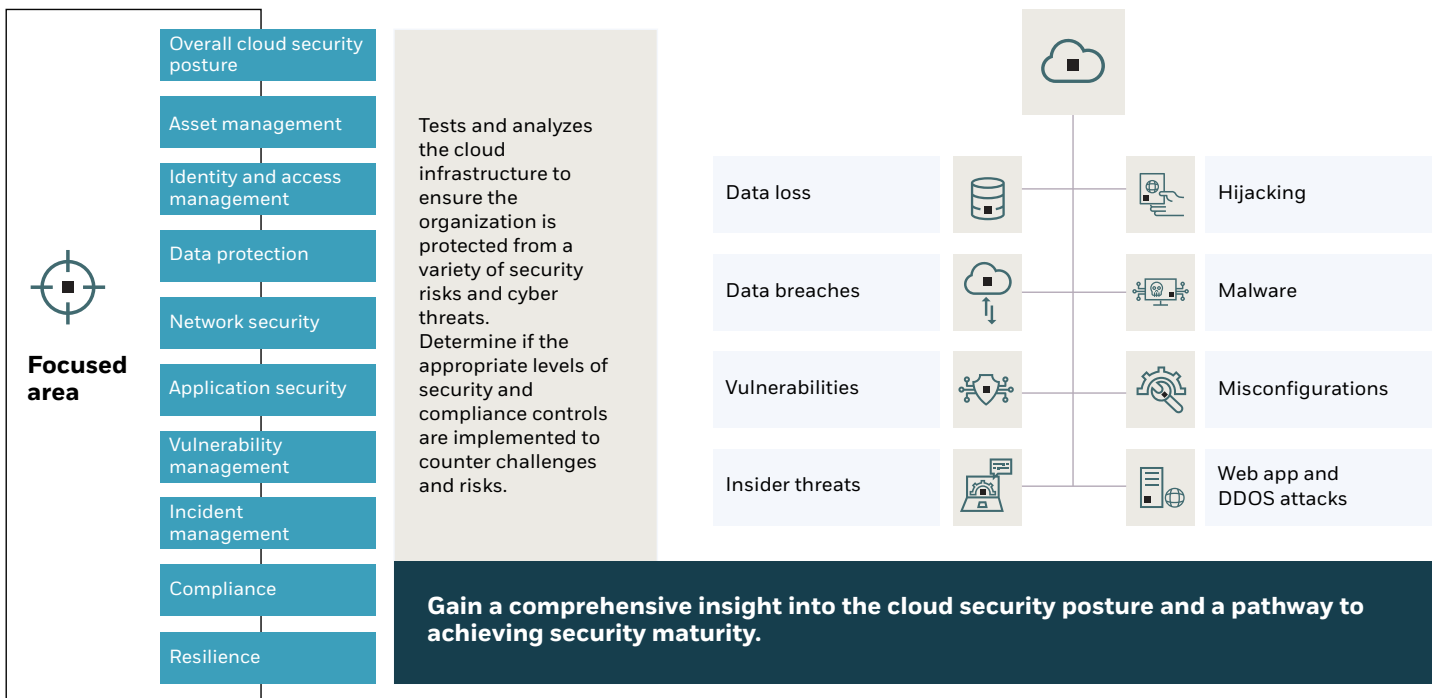 Focused
area
Overall cloud security
posture
Asset management
Identity and access
management
Data protection
Network security
Application security
Vulnerability
management
Incident
management
Compliance
Resilience
Tests and analyzes
the cloud
infrastructure to
ensure the
organization is
protected from a
variety of security
risks and cyber
threats.
Determine if the
appropriate levels of
security and
compliance controls
are implemented to
counter challenges
and risks.
Data loss
Data breaches
Vulnerabilities
Insider threats
Hijacking
Malware
Misconfigurations
Web app and
DDOS attacks
Gain a comprehensive insight into the cloud security posture and a pathway to
achieving security maturity.